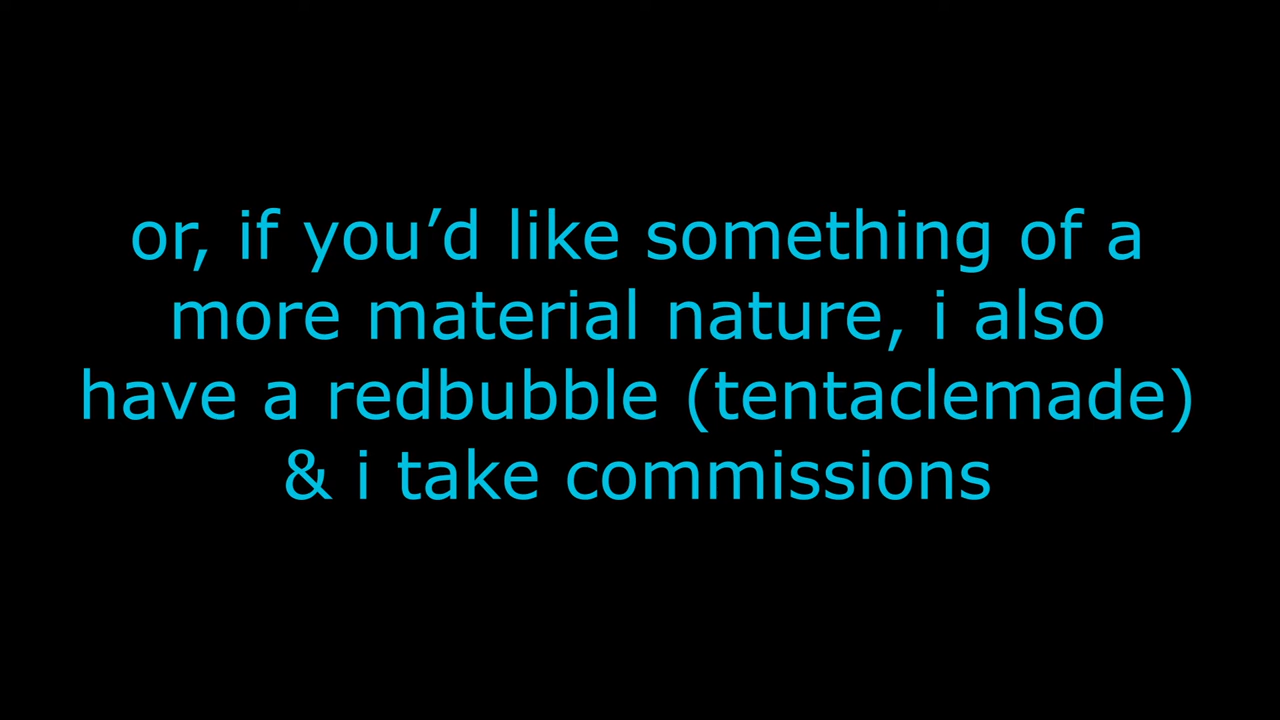 or, if you’d like something of a
more material nature, i also
have a redbubble (tentaclemade)
& i take commissions